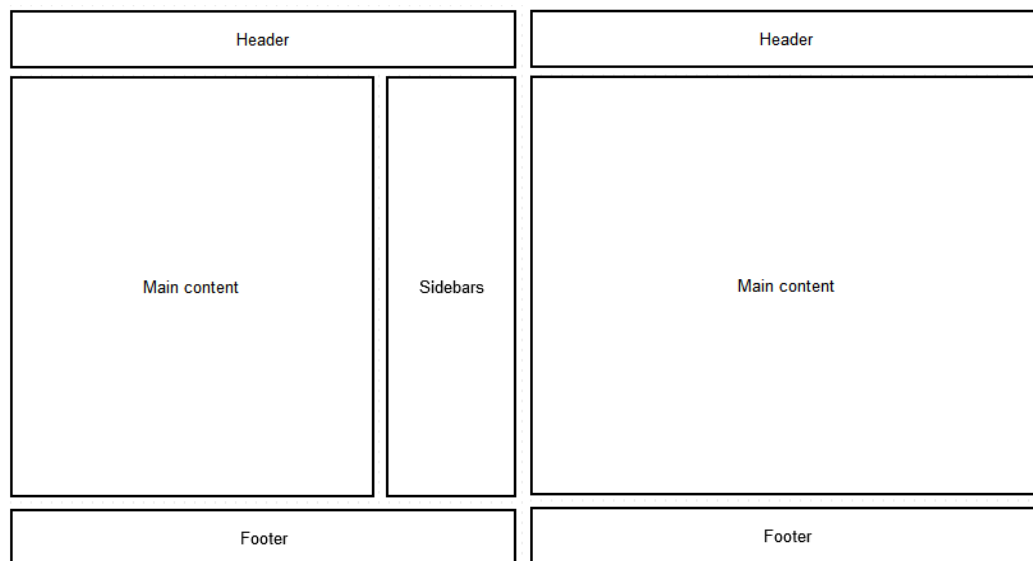 Header
Main content
Sidebars
Footer
Header
Main content
Footer